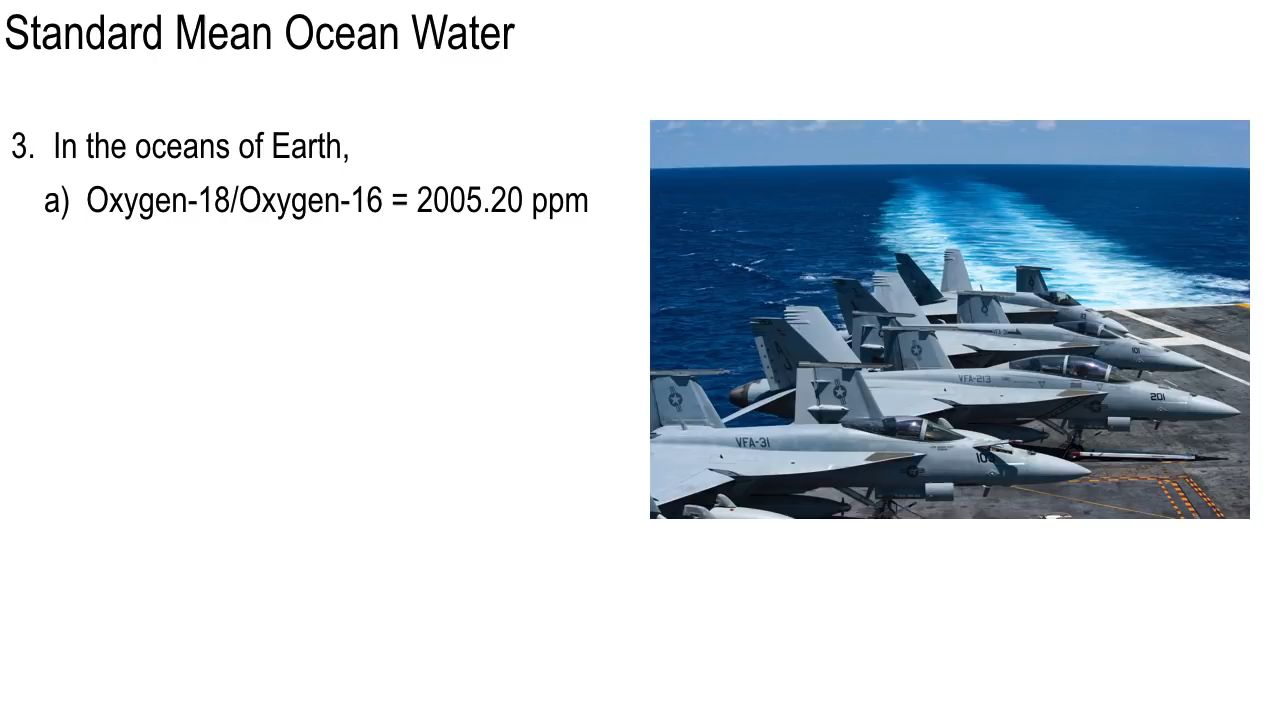 Standard Mean Ocean Water
3. In the oceans of Earth,
a) Oxygen-18/Oxygen-16 = 2005.20 ppm
101
VFA-213
201
VFA-31